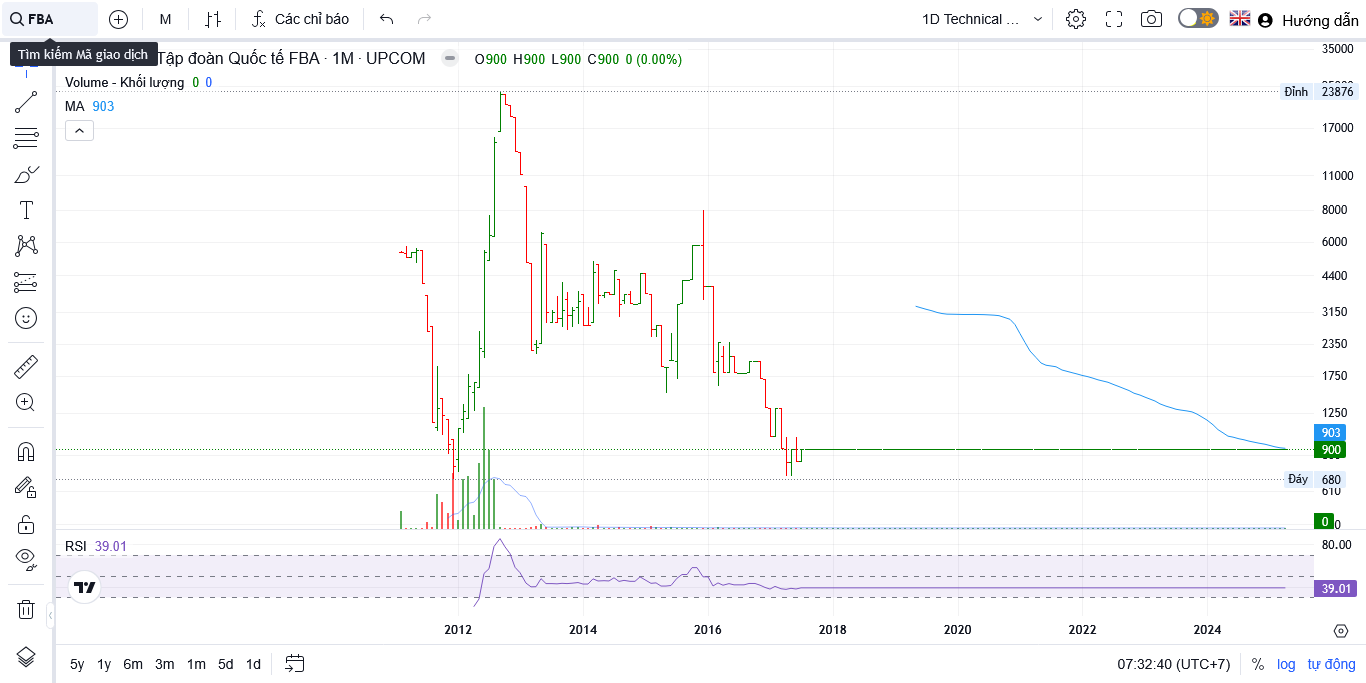 FBA M Các chỉ báo 1D Technical ... Hướng dẫn
Tìm kiếm Mã giao dịch Tập đoàn Quốc tế FBA · 1M · UPCOM O900 H900 L900 C900 0 (0.00%)
Volume - Khối lượng 0 0
MA 903
35000
Đỉnh 23876
17000
11000
8000
6000
4400
3150
2350
1750
1250
903
900
Đáy 680
610
0
RSI 39.01
80.00
39.01
2012 2014 2016 2018 2020 2022 2024
5y 1y 6m 3m 1m 5d 1d 07:32:40 (UTC+7) % log tự động